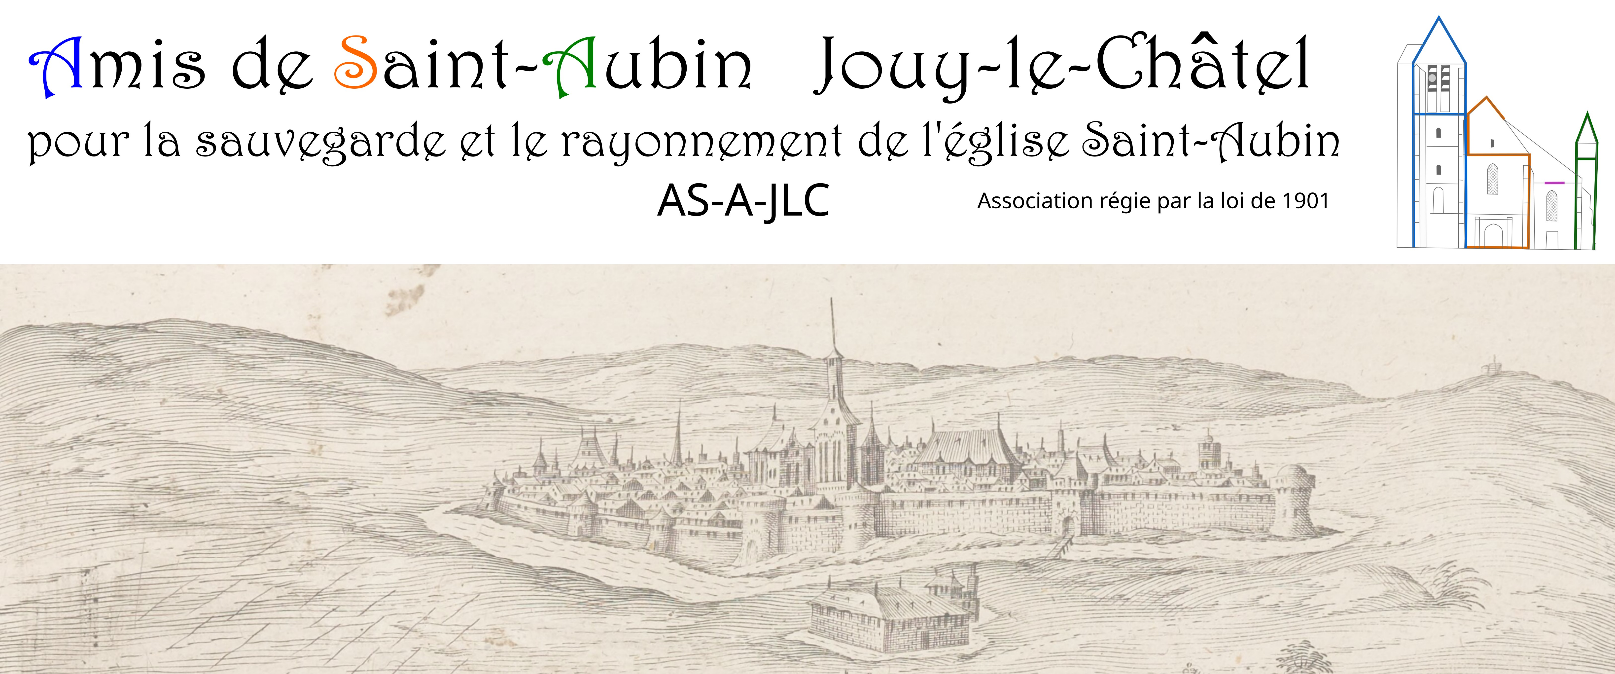 Amis de Saint-Aubin Jouy-le-Châtel
pour la sauvegarde et le rayonnement de l'église Saint-Aubin
AS-A-JLC Association régie par la loi de 1901